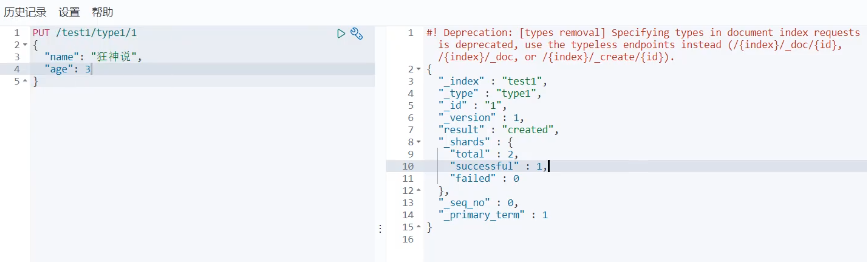 历史记录 设置 帮助
1 PUT /test1/type1/1
2 {
3 "name": "狂神说",
4 "age": 3
5 }
1 #! Deprecation: [types removal] Specifying types in document index requests
is deprecated, use the typeless endpoints instead (/{index}/_doc/{id},
/{index}/_doc, or /{index}/_create/{id}).
2 {
3 "_index" : "test1",
4 "_type" : "type1",
5 "_id" : "1",
6 "_version" : 1,
7 "result" : "created",
8 "_shards" : {
9 "total" : 2,
10 "successful" : 1,
11 "failed" : 0
12 },
13 "_seq_no" : 0,
14 "_primary_term" : 1
15 }
16